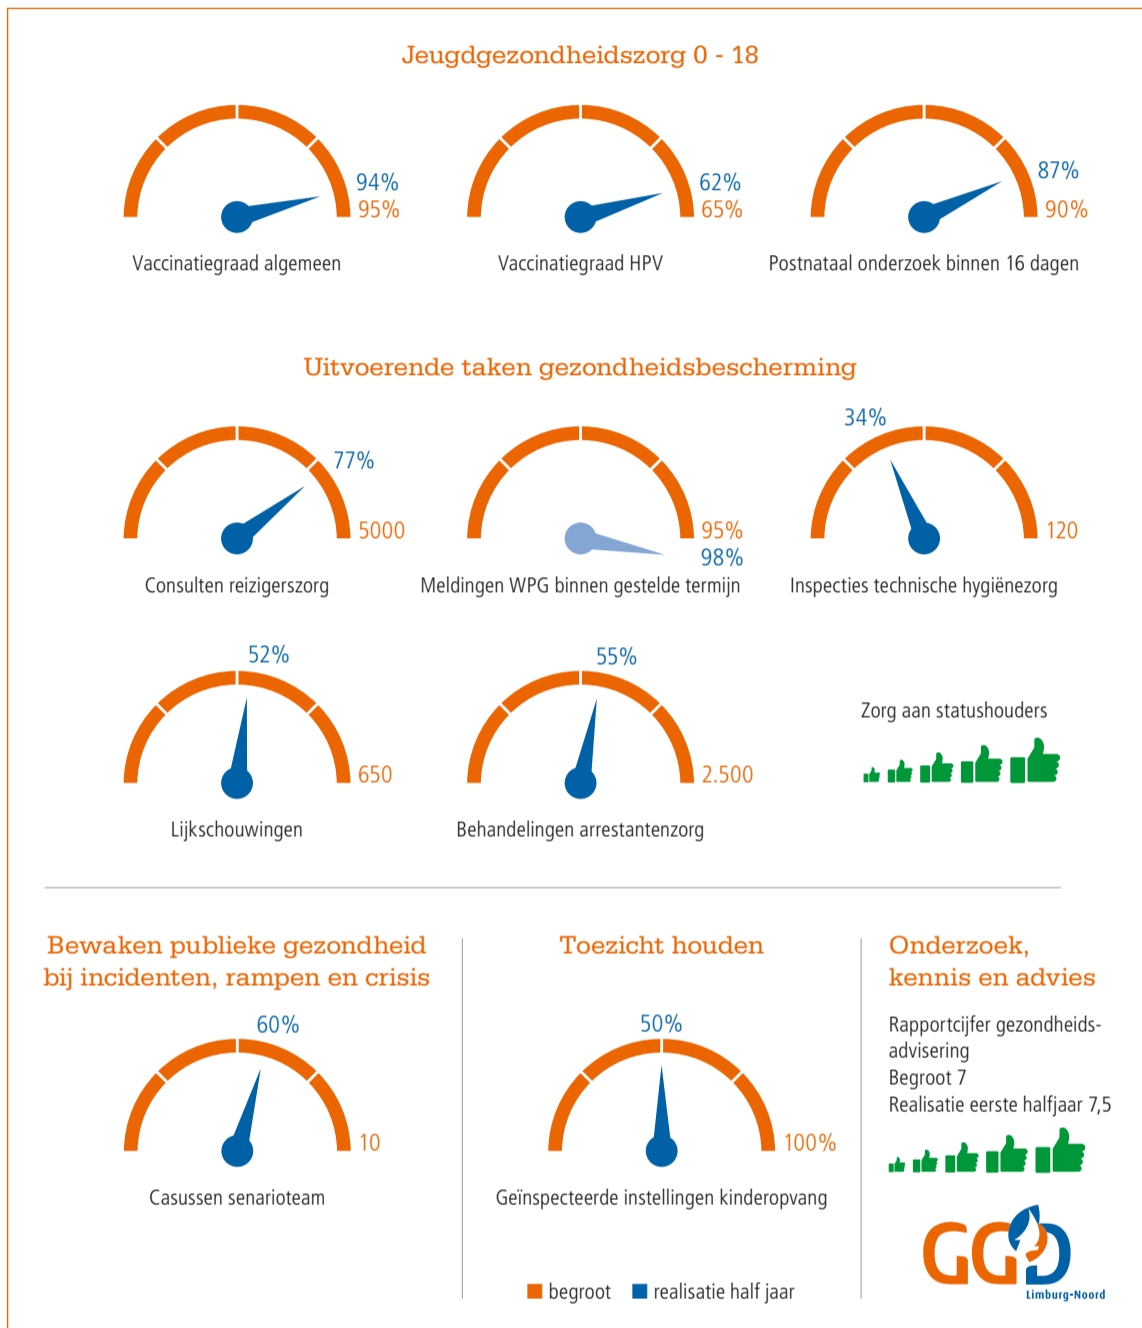 Jeugdgezondheidszorg 0 - 18
94%
95%
Vaccinatiegraad algemeen
62%
65%
Vaccinatiegraad HPV
87%
90%
Postnataal onderzoek binnen 16 dagen
Uitvoerende taken gezondheidsbescherming
77%
5000
Consulten reizigerszorg
95%
98%
Meldingen WPG binnen gestelde termijn
34%
120
Inspecties technische hygiënezorg
52%
650
Lijkschouwingen
55%
2.500
Behandelingen arrestantenzorg
Zorg aan statushouders
Bewaken publieke gezondheid
bij incidenten, rampen en crisis
60%
10
Casussen senarioteam
Toezicht houden
50%
100%
Geïnspecteerde instellingen kinderopvang
begroot realisatie half jaar
Onderzoek,
kennis en advies
Rapportcijfer gezondheids-
advisering
Begroot 7
Realisatie eerste halfjaar 7,5
GGD
Limburg-Noord